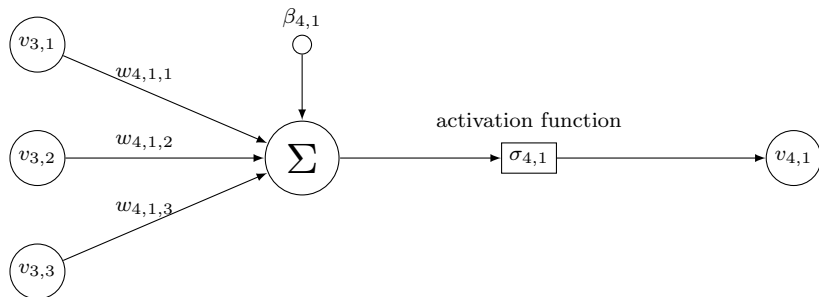 β4,1
v3,1
w4,1,1
activation function
v3,2
w4,1,2
Σ
σ4,1
v4,1
w4,1,3
v3,3